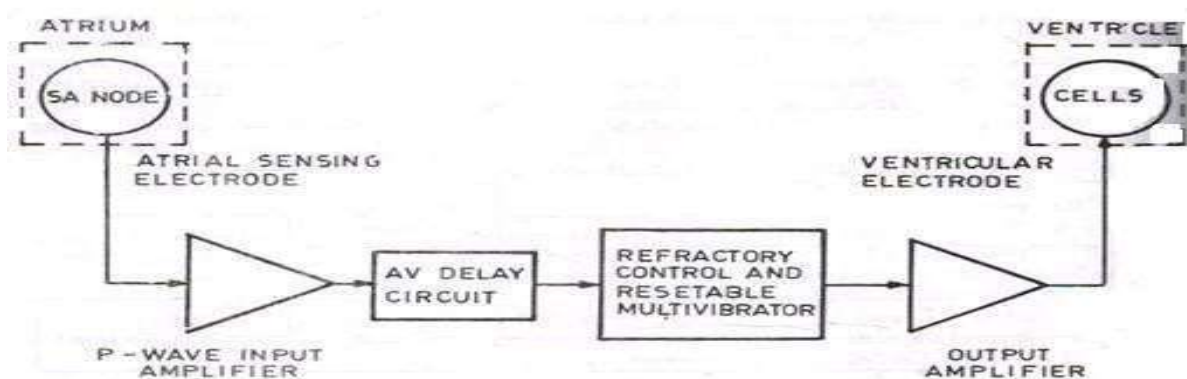 ATRIUM
SA NODE
ATRIAL SENSING
ELECTRODE
P-WAVE INPUT
AMPLIFIER
AV DELAY
CIRCUIT
REFRACTORY
CONTROL AND
RESETABLE
MULTIVIBRATOR
OUTPUT
AMPLIFIER
VENTRICULAR
ELECTRODE
VENTRICLE
CELLS